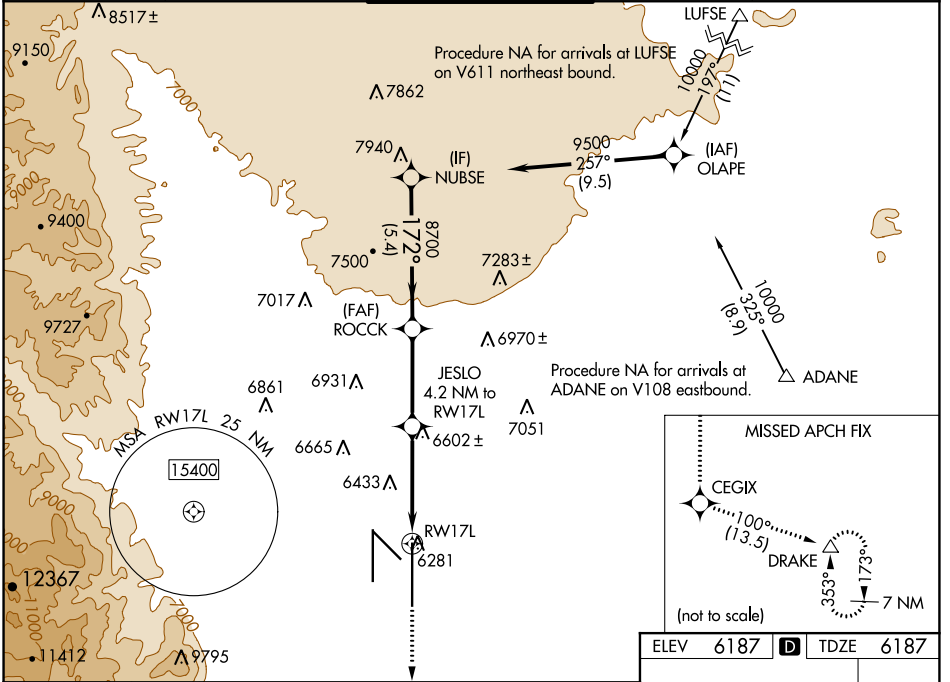 8517±
LUFSE
9150
Procedure NA for arrivals at LUFSE
on V611 northeast bound.
10000
197°
(11)
7000
7862
7940
(IF)
NUBSE
9500
257°
(9.5)
(IAF)
OLAPE
9000
9400
8700
172°
(5.4)
7500
7283±
7017
(FAF)
ROCCK
10000
325°
(8.9)
9727
6970±
JESLO
4.2 NM to
RW17L
Procedure NA for arrivals at
ADANE on V108 eastbound.
ADANE
6861
6931
7051
MSA RW17L 25 NM
15400
6665
6602±
6433
RW17L
6281
MISSED APCH FIX
CEGIX
100°
(13.5)
DRAKE
353°
173°
7 NM
(not to scale)
12367
11000
7000
11412
9795
ELEV 6187 D TDZE 6187